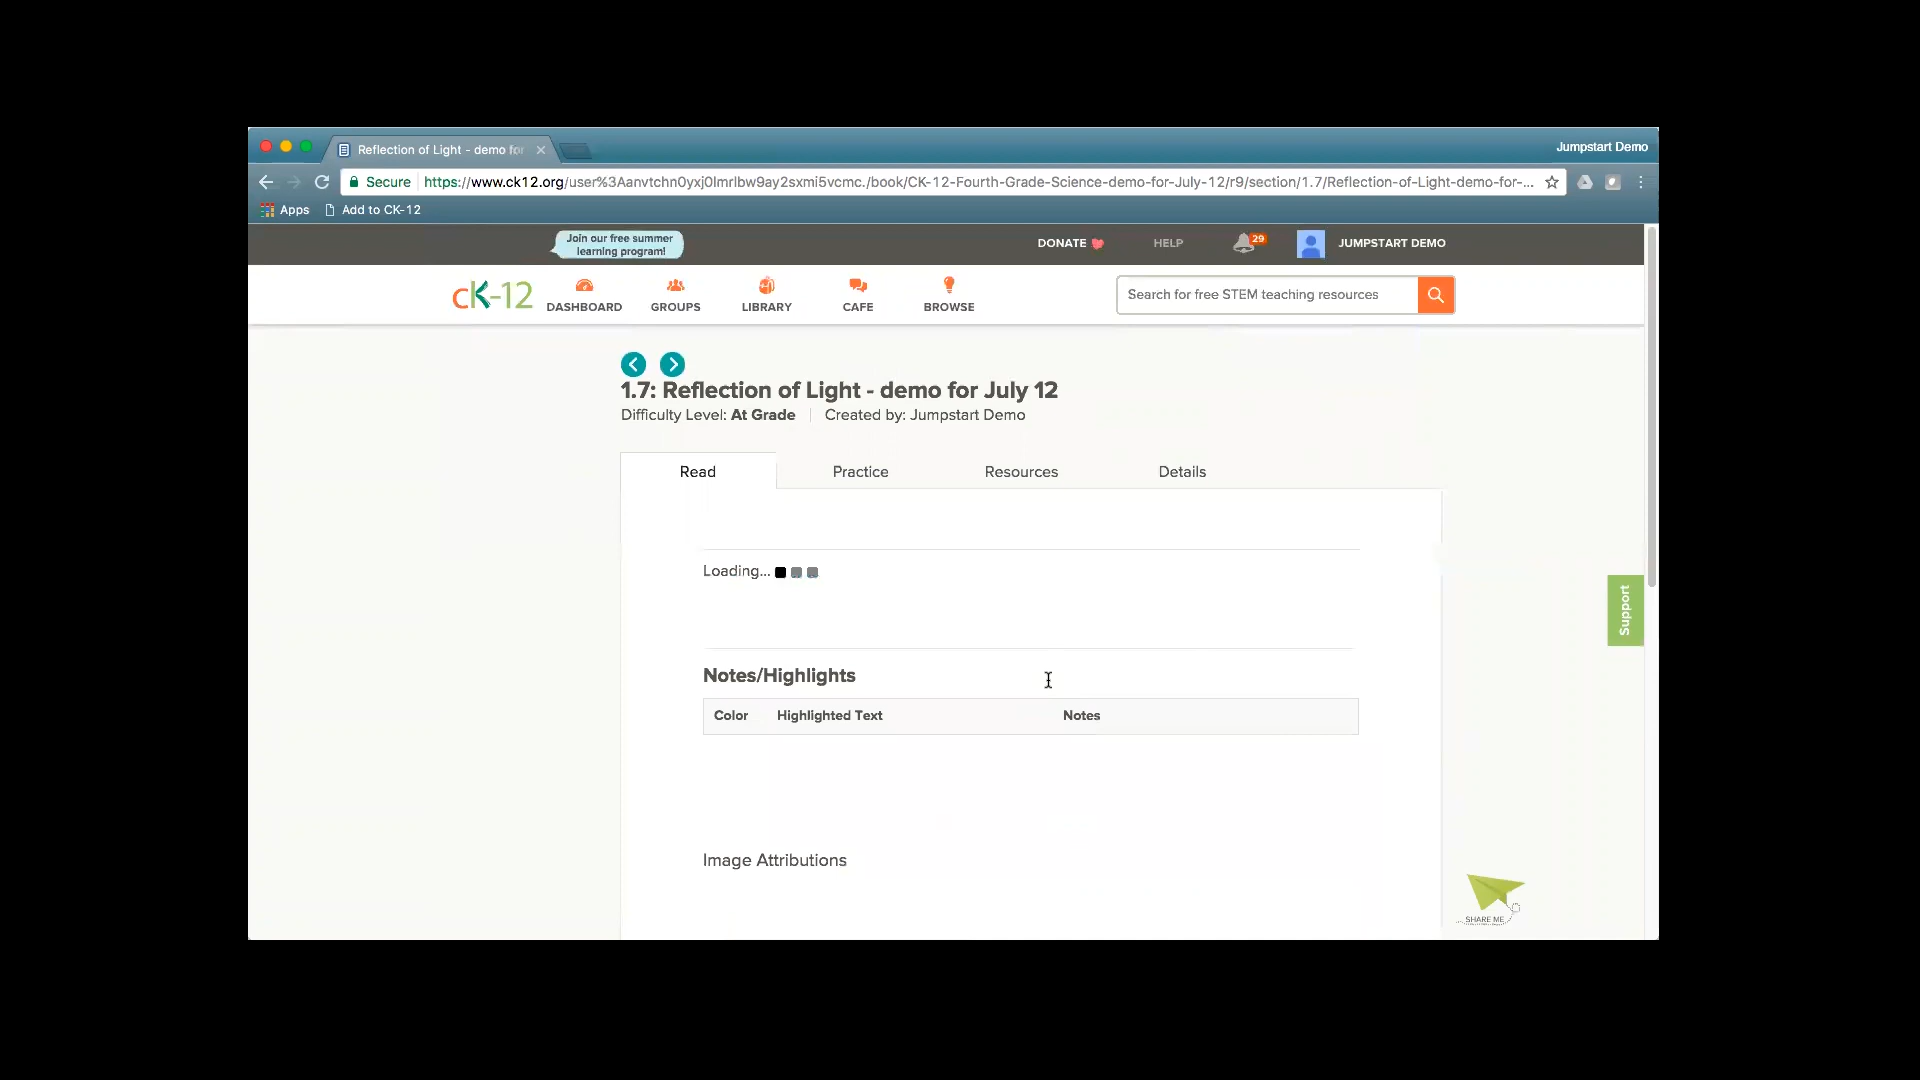 Reflection of Light - demo for
Jumpstart Demo
Secure https://www.ck12.org/user%3Aanvtchn0yxj0lmrlbw9ay2sxmi5vcmc./book/CK-12-Fourth-Grade-Science-demo-for-July-12/r9/section/1.7/Reflection-of-Light-demo-for-...
Apps Add to CK-12
Join our free summer
learning program!
DONATE HELP 29 JUMPSTART DEMO
cK-12
DASHBOARD GROUPS LIBRARY CAFE BROWSE
Search for free STEM teaching resources
1.7: Reflection of Light - demo for July 12
Difficulty Level: At Grade Created by: Jumpstart Demo
Read Practice Resources Details
Loading...
Support
Notes/Highlights
Color Highlighted Text Notes
Image Attributions
SHARE ME